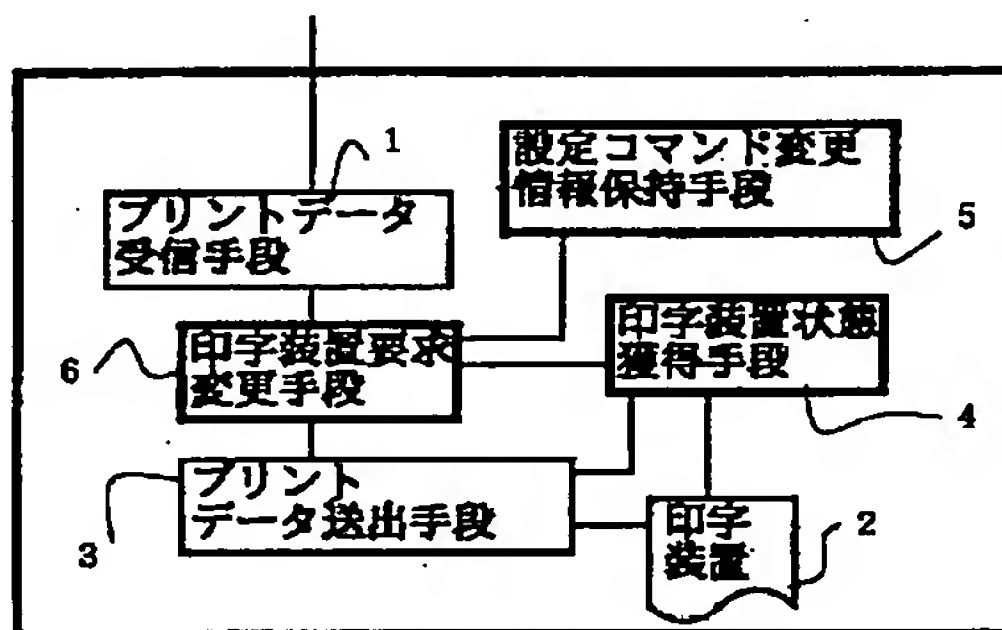 1
プリントデータ
受信手段
設定コマンド変更
情報保持手段
5
6
印字装置要求
変更手段
印字装置状態
獲得手段
4
3
プリント
データ送出手段
印字
装置
2